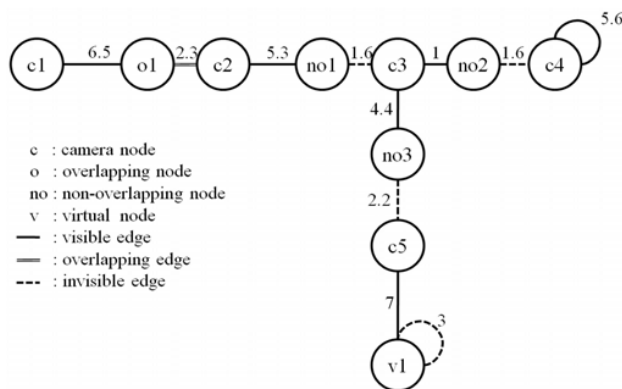 5.6
6.5 2.3 5.3 1.6 1 1.6
c1 o1 c2 no1 c3 no2 c4
4.4
no3
2.2
c5
7 3
v1
c : camera node
o : overlapping node
no : non-overlapping node
v : virtual node
: visible edge
: overlapping edge
: invisible edge